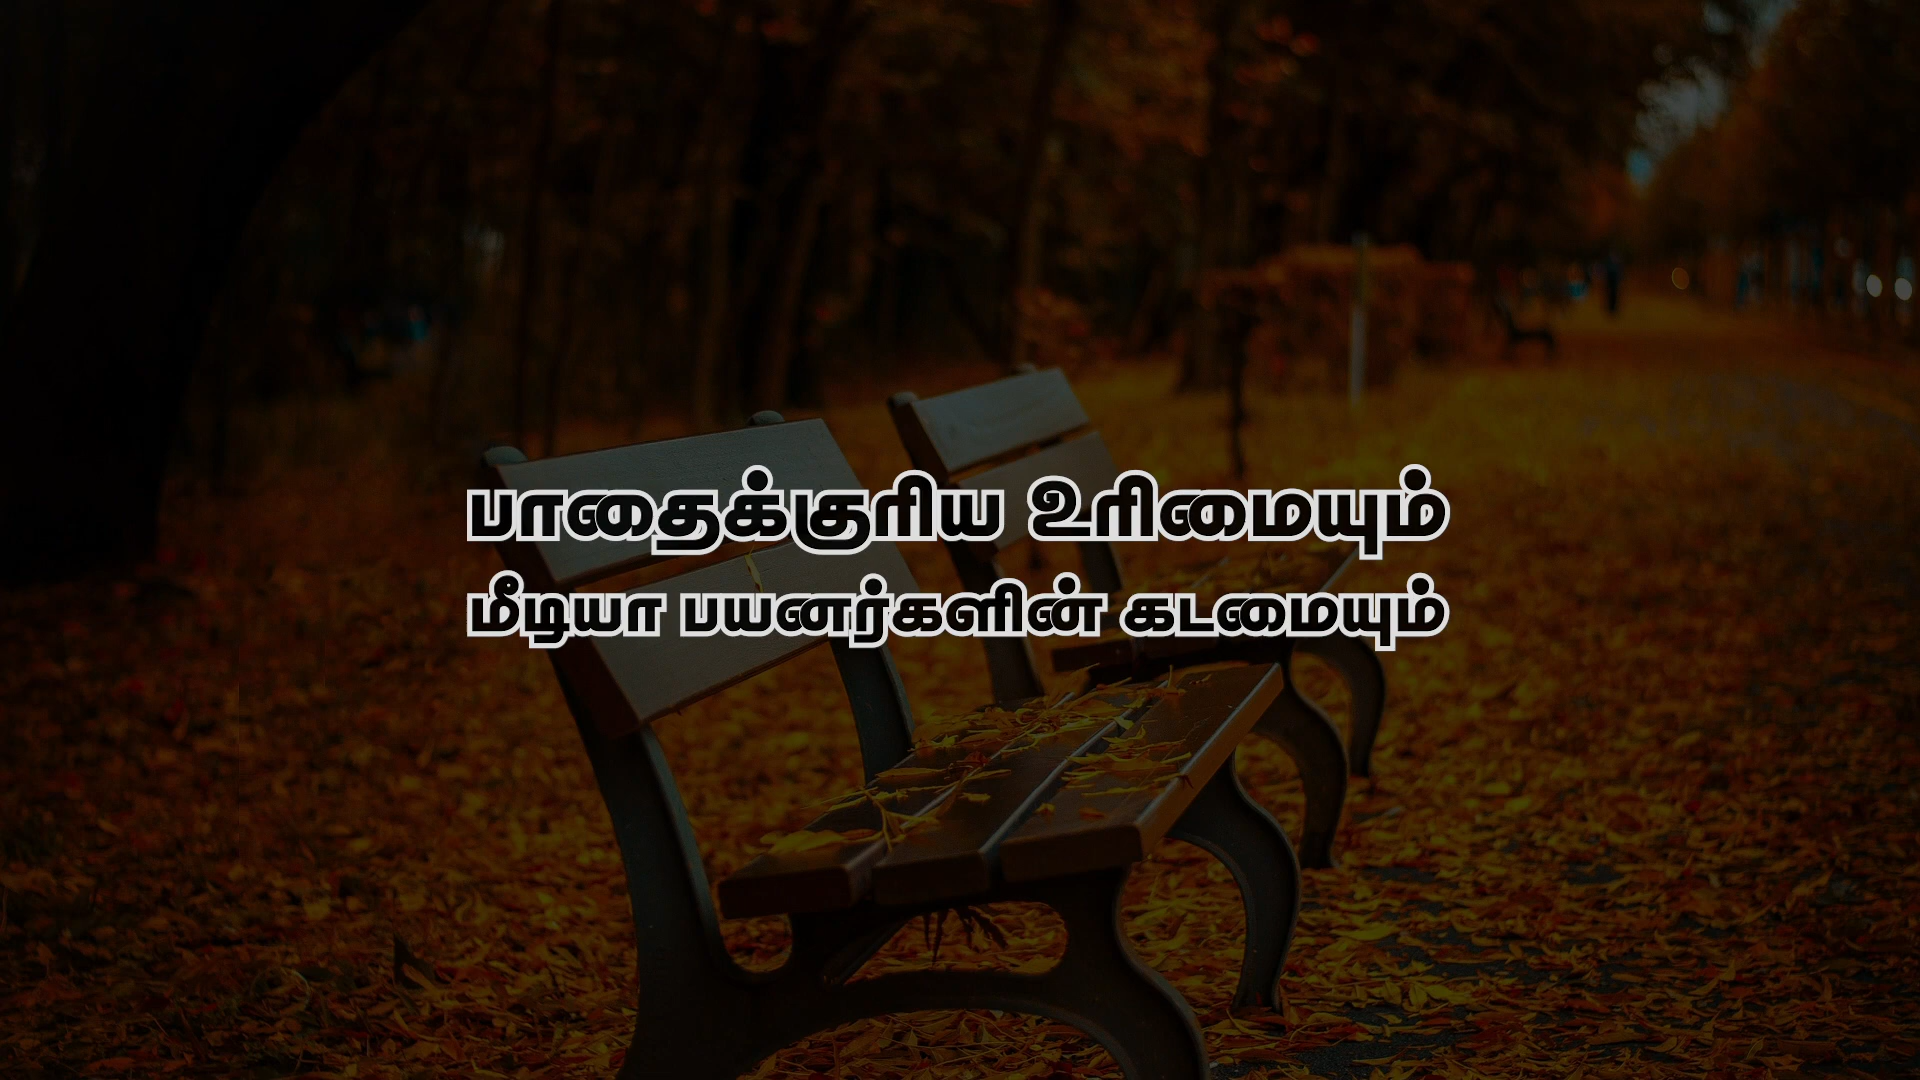 பாதைக்குரிய உரிமையும்
மீடியா பயனர்களின் கடமையும்